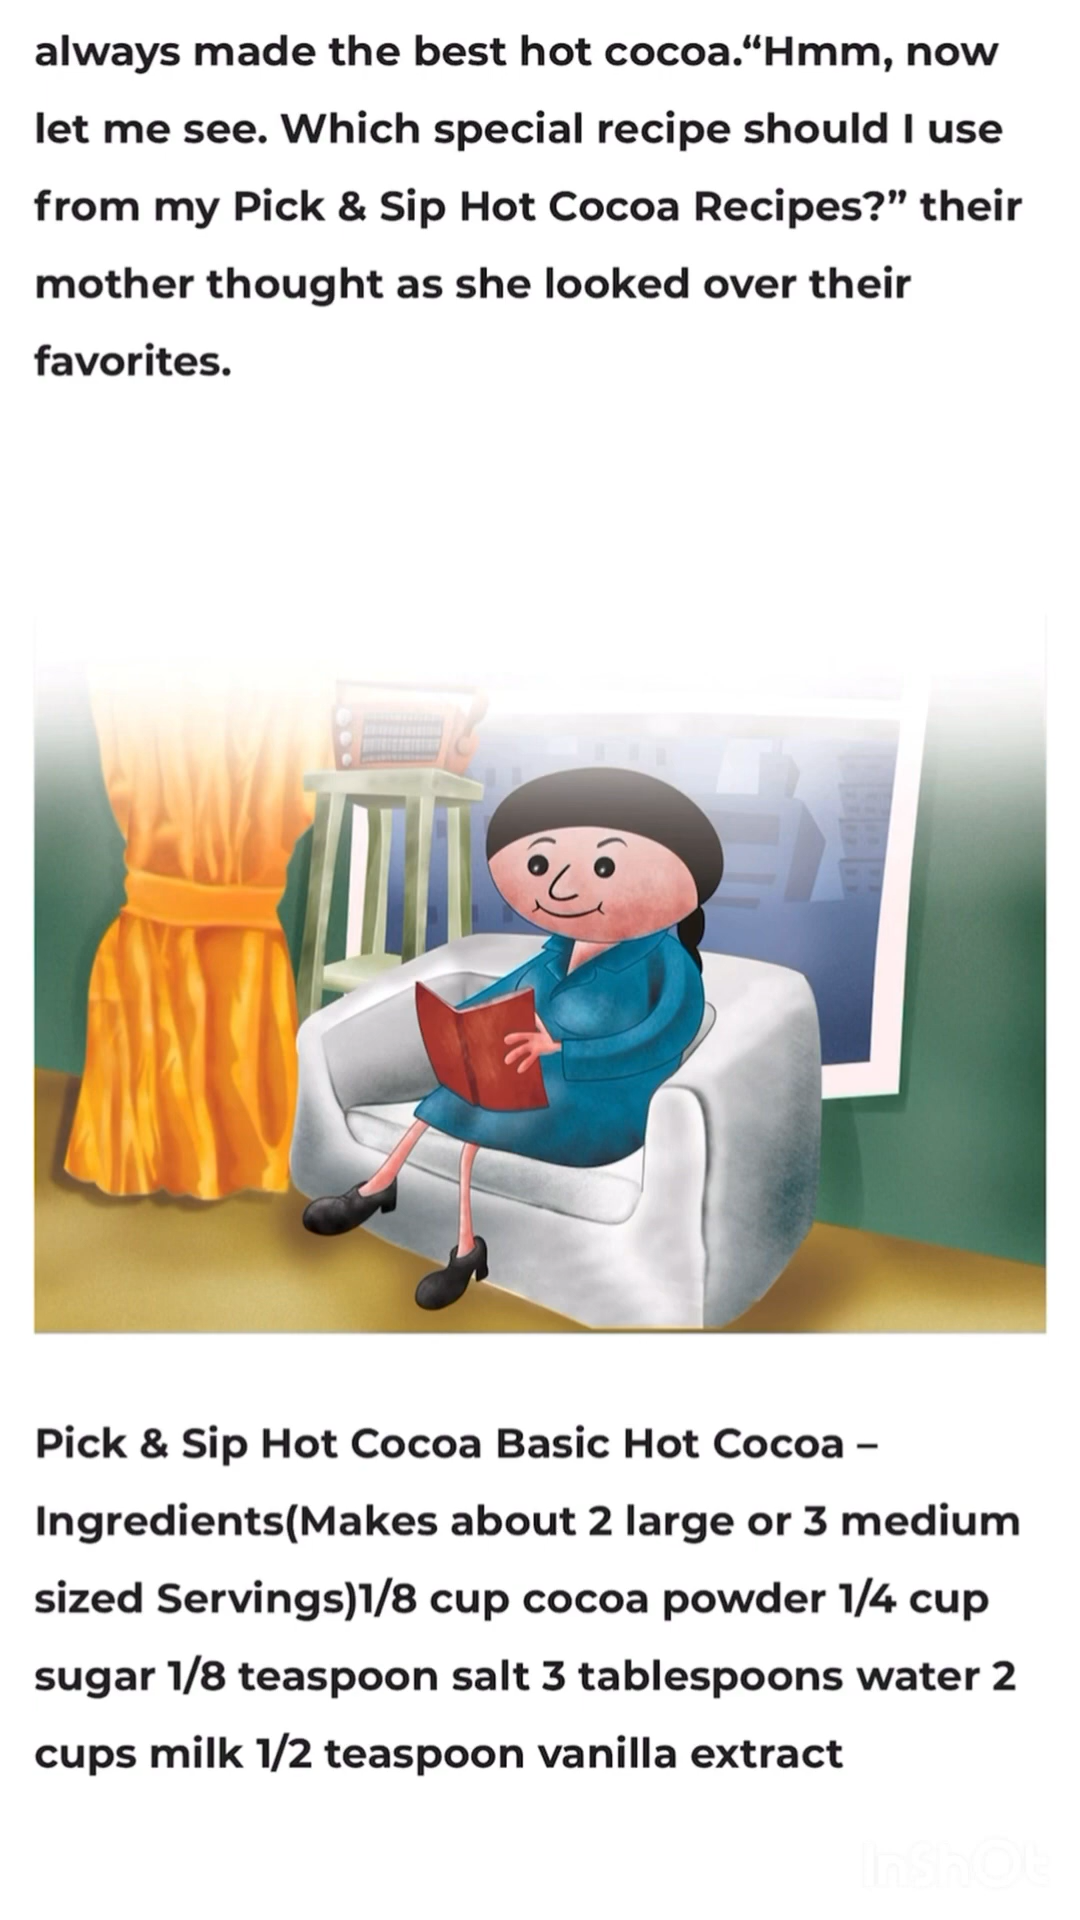 always made the best hot cocoa.“Hmm, now
let me see. Which special recipe should I use
from my Pick & Sip Hot Cocoa Recipes?” their
mother thought as she looked over their
favorites.
Pick & Sip Hot Cocoa Basic Hot Cocoa –
Ingredients(Makes about 2 large or 3 medium
sized Servings)1/8 cup cocoa powder 1/4 cup
sugar 1/8 teaspoon salt 3 tablespoons water 2
cups milk 1/2 teaspoon vanilla extract
InShOt